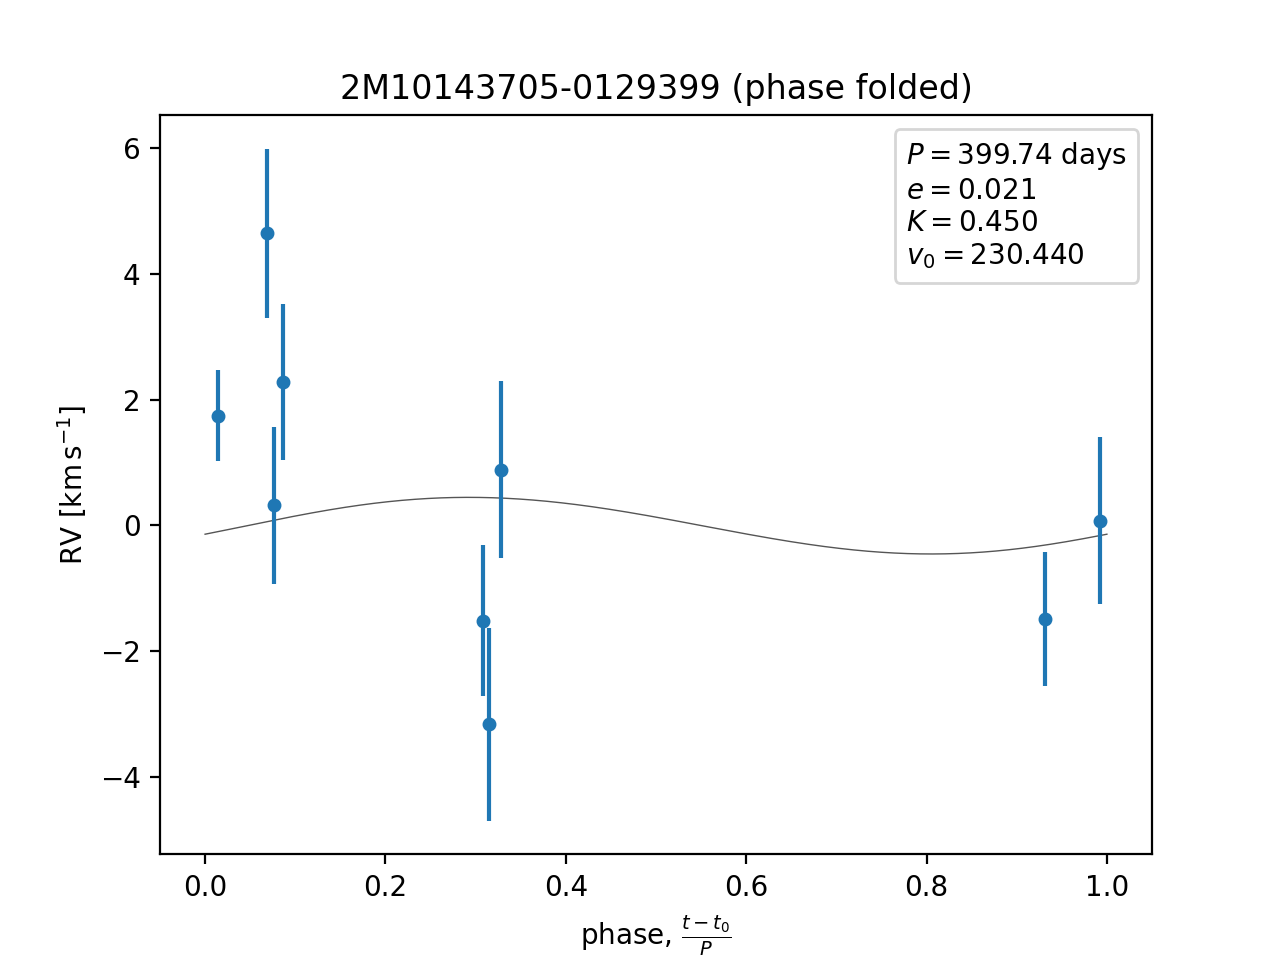 2M10143705-0129399 (phase folded)
P = 399.74 days
e = 0.021
K = 0.450
v₀ = 230.440
RV [km s⁻¹]
6
4
2
0
−2
−4
0.0 0.2 0.4 0.6 0.8 1.0
phase, (t − t₀)/P